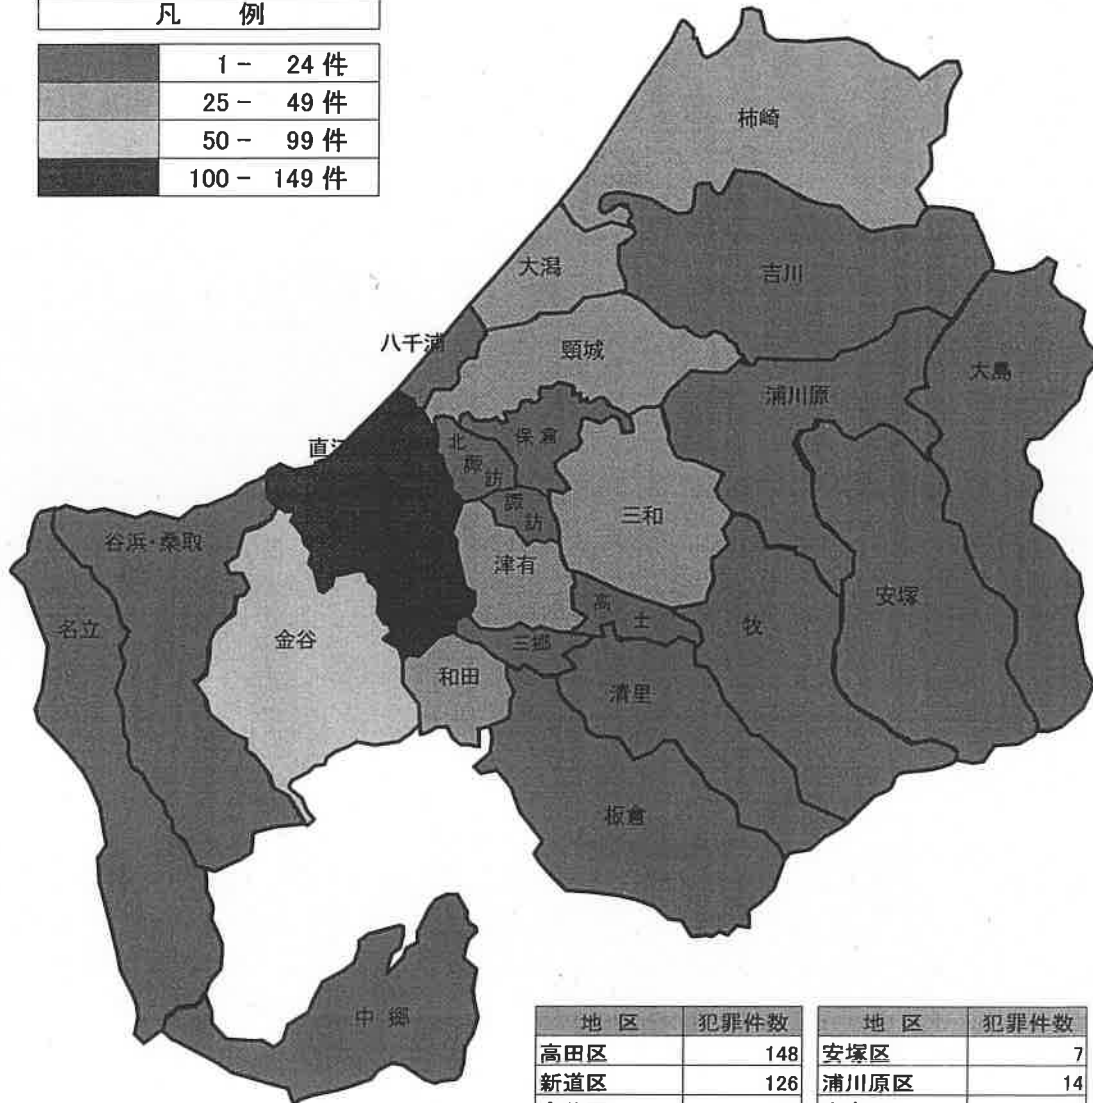 凡 例
1 - 24 件
25 - 49 件
50 - 99 件
100 - 149 件
柿崎
大潟
吉川
八千浦
頸城
大島
浦川原
保倉
北諏訪
諏訪
三和
谷浜・桑取
津有
安塚
高士
名立
金谷
牧
三郷
和田
清里
板倉
中郷
地 区 犯罪件数 地 区 犯罪件数
高田区 148 安塚区 7
新道区 126 浦川原区 14